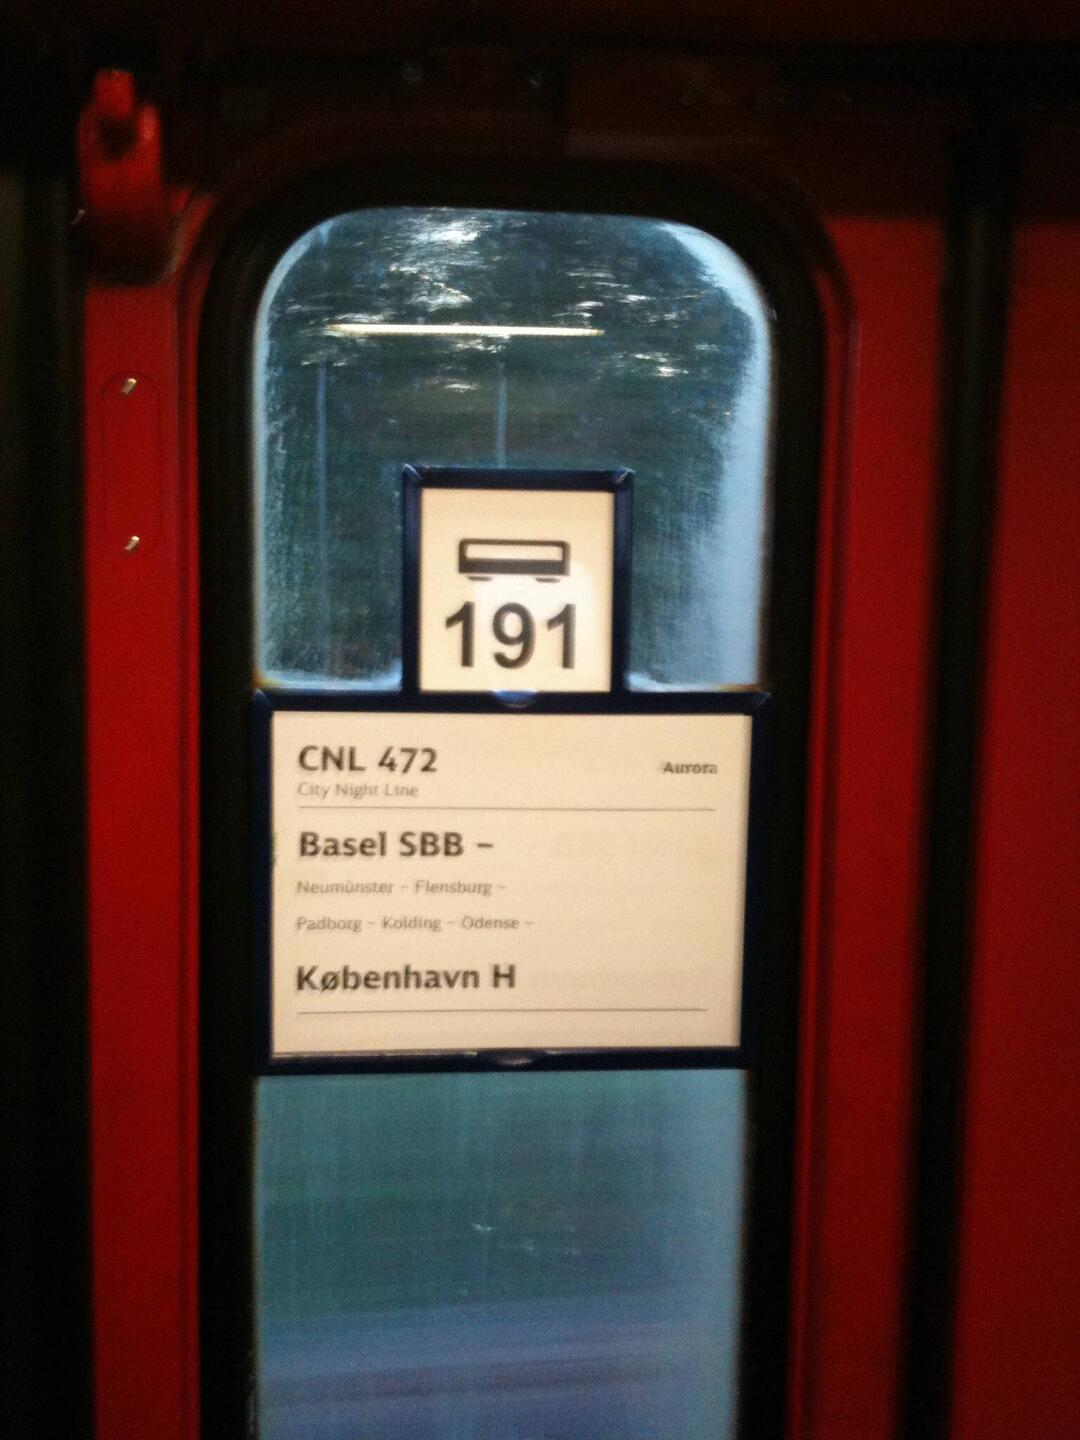 191
CNL 472 Aurora
City Night Line
Basel SBB –
Neumünster – Flensburg –
Padborg – Kolding – Odense –
København H